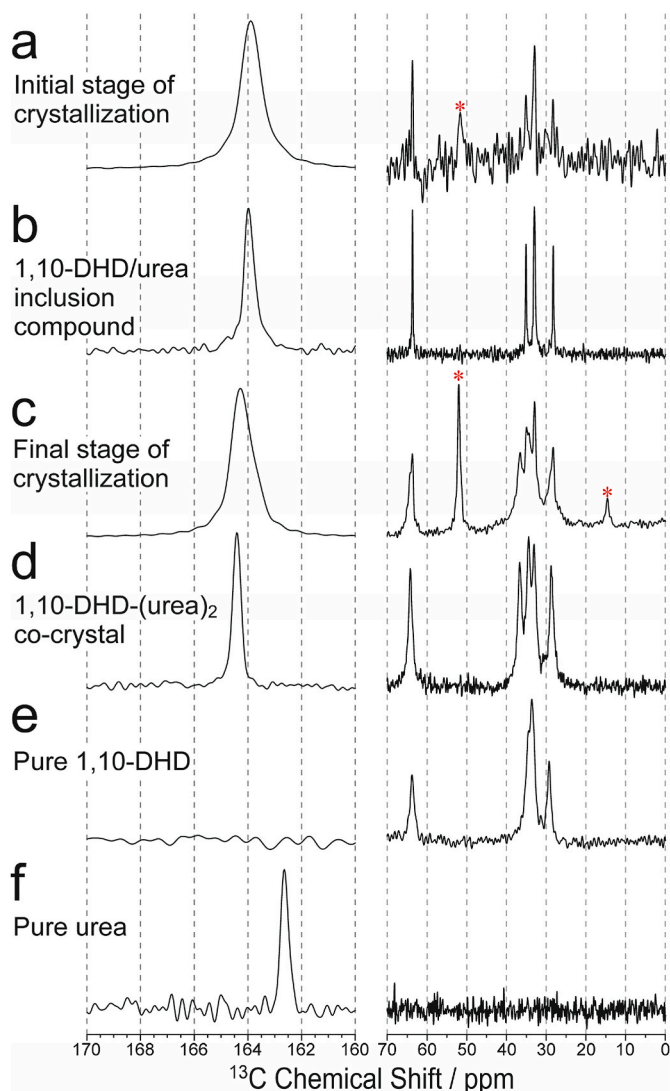 a
Initial stage of
crystallization
*
b
1,10-DHD/urea
inclusion
compound
c
Final stage of
crystallization
*
*
d
1,10-DHD-(urea)₂
co-crystal
e
Pure 1,10-DHD
f
Pure urea
170 168 166 164 162 160 70 60 50 40 30 20 10 0
¹³C Chemical Shift / ppm